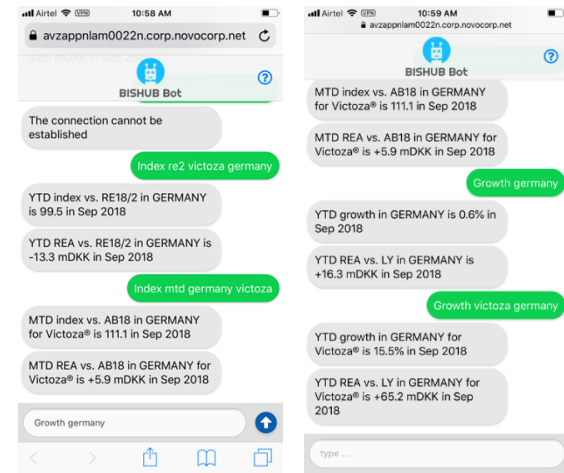 Airtel VPN 10:58 AM
avzappnlam0022n.corp.novocorp.net
BISHUB Bot
The connection cannot be
established
Index re2 victoza germany
YTD index vs. RE18/2 in GERMANY
is 99.5 in Sep 2018
YTD REA vs. RE18/2 in GERMANY is
-13.3 mDKK in Sep 2018
Index mtd germany victoza
MTD index vs. AB18 in GERMANY
for Victoza® is 111.1 in Sep 2018
MTD REA vs. AB18 in GERMANY for
Victoza® is +5.9 mDKK in Sep 2018
Growth germany
Airtel VPN 10:59 AM
avzappnlam0022n.corp.novocorp.net
BISHUB Bot
MTD index vs. AB18 in GERMANY
for Victoza® is 111.1 in Sep 2018
MTD REA vs. AB18 in GERMANY for
Victoza® is +5.9 mDKK in Sep 2018
Growth germany
YTD growth in GERMANY is 0.6% in
Sep 2018
YTD REA vs. LY in GERMANY is
+16.3 mDKK in Sep 2018
Growth victoza germany
YTD growth in GERMANY for
Victoza® is 15.5% in Sep 2018
YTD REA vs. LY in GERMANY for
Victoza® is +65.2 mDKK in Sep
2018
type ...